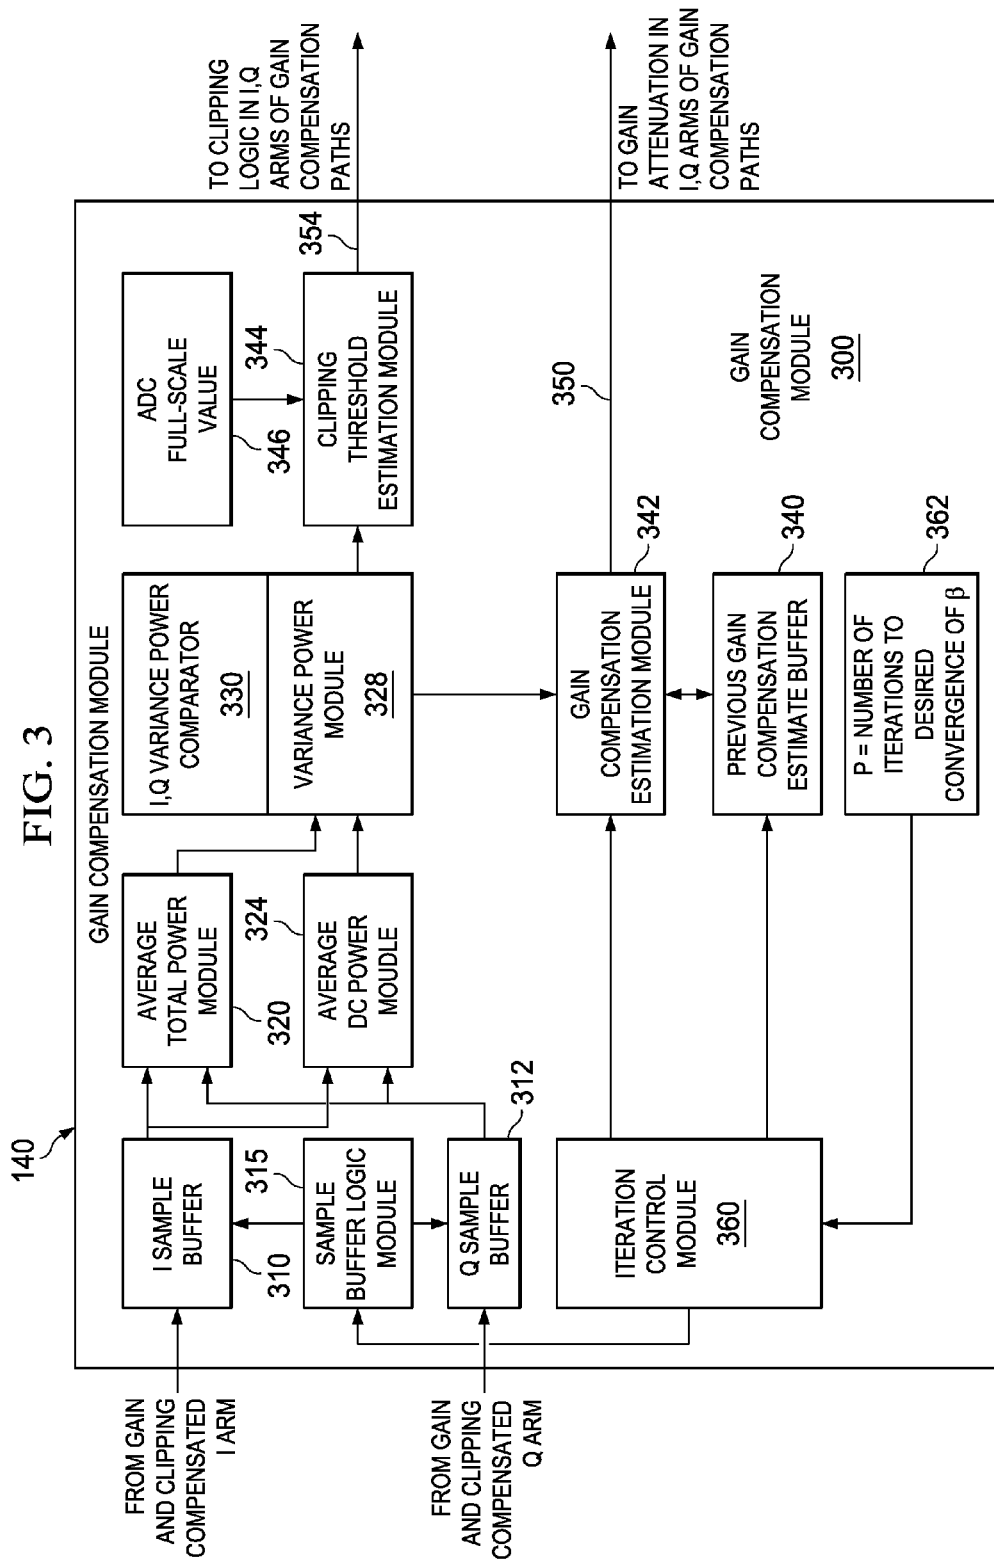 FIG. 3
140
GAIN COMPENSATION MODULE
FROM GAIN
AND CLIPPING
COMPENSATED
I ARM
I SAMPLE
BUFFER
310
315
SAMPLE
BUFFER LOGIC
MODULE
FROM GAIN
AND CLIPPING
COMPENSATED
Q ARM
Q SAMPLE
BUFFER
312
AVERAGE
TOTAL POWER
MODULE
320
324
AVERAGE
DC POWER
MOUDLE
I,Q VARIANCE POWER
COMPARATOR
330
VARIANCE POWER
MODULE
328
ADC
FULL-SCALE
VALUE
346
344
CLIPPING
THRESHOLD
ESTIMATION MODULE
354
TO CLIPPING
LOGIC IN I,Q
ARMS OF GAIN
COMPENSATION
PATHS
ITERATION
CONTROL
MODULE
360
GAIN
COMPENSATION
ESTIMATION MODULE
342
350
TO GAIN
ATTENUATION IN
I,Q ARMS OF GAIN
COMPENSATION
PATHS
PREVIOUS GAIN
COMPENSATION
ESTIMATE BUFFER
340
P = NUMBER OF
ITERATIONS TO
DESIRED
CONVERGENCE OF β
362
GAIN
COMPENSATION
MODULE
300